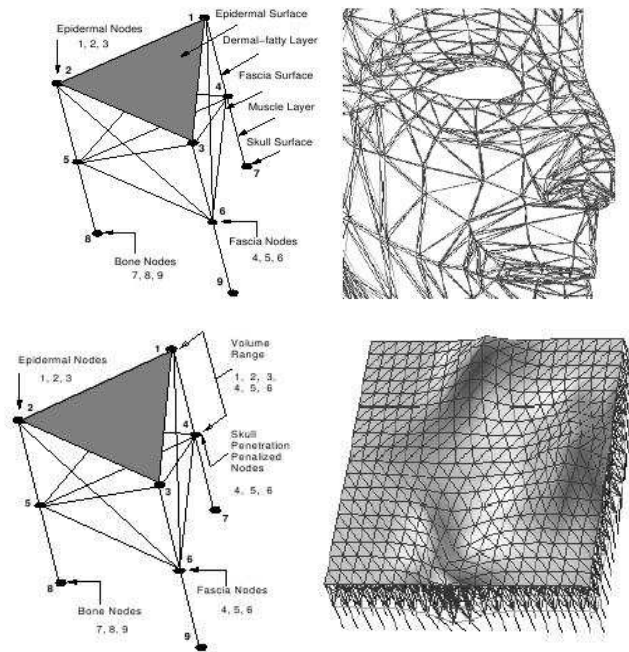 1
Epidermal Surface
Epidermal Nodes
Dermal-fatty Layer
1, 2, 3
2
Fascia Surface
4
Muscle Layer
Skull Surface
3
5
7
6
8
Bone Nodes
7, 8, 9
Fascia Nodes
4, 5, 6
9
1
Volume
Range
Epidermal Nodes
1, 2, 3
1, 2, 3,
4, 5, 6
2
4
Skull
Penetration
Penalized
Nodes
3
4, 5, 6
5
7
6
8
Bone Nodes
7, 8, 9
Fascia Nodes
4, 5, 6
9